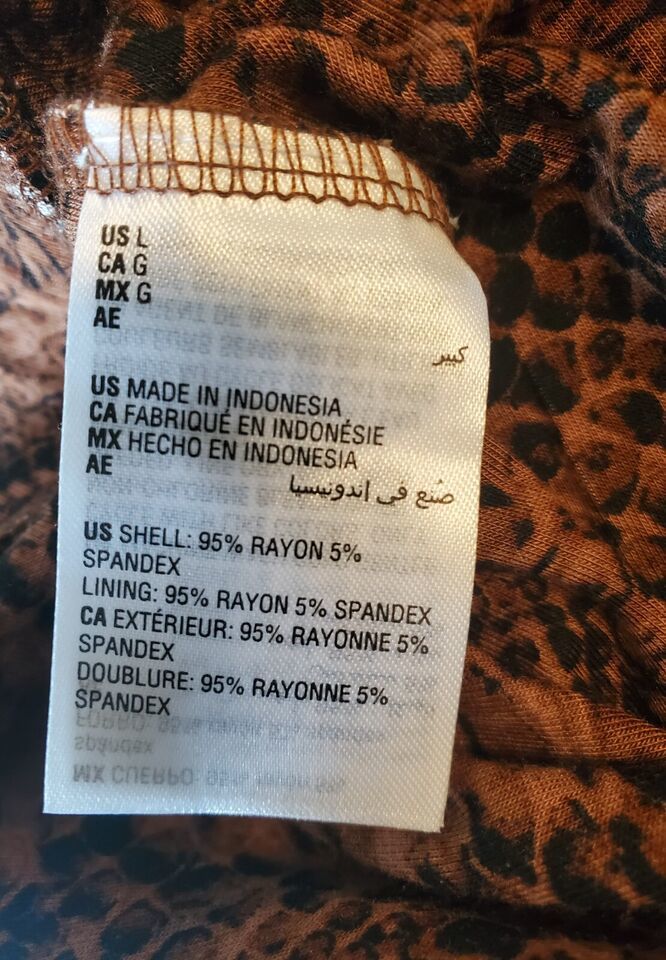 US L
CA G
MX G
AE
كبير
US MADE IN INDONESIA
CA FABRIQUÉ EN INDONÉSIE
MX HECHO EN INDONESIA
AE
صُنع في اندونيسيا
US SHELL: 95% RAYON 5%
SPANDEX
LINING: 95% RAYON 5% SPANDEX
CA EXTÉRIEUR: 95% RAYONNE 5%
SPANDEX
DOUBLURE: 95% RAYONNE 5%
SPANDEX